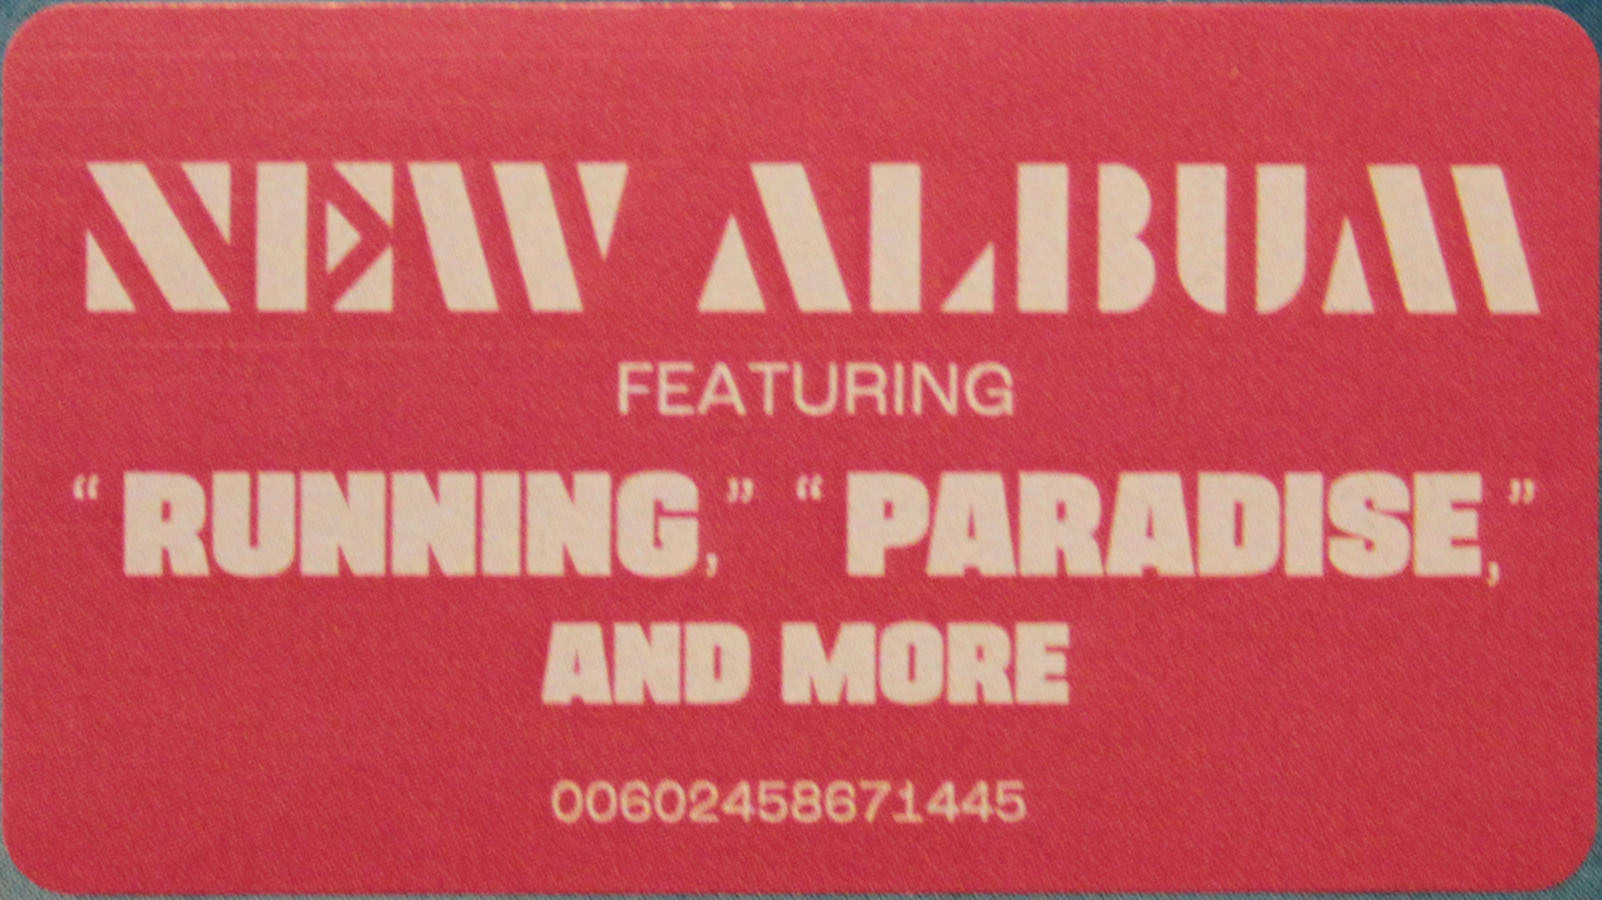 NEW ALBUM
FEATURING
“RUNNING,” “PARADISE,”
AND MORE
00602458671445